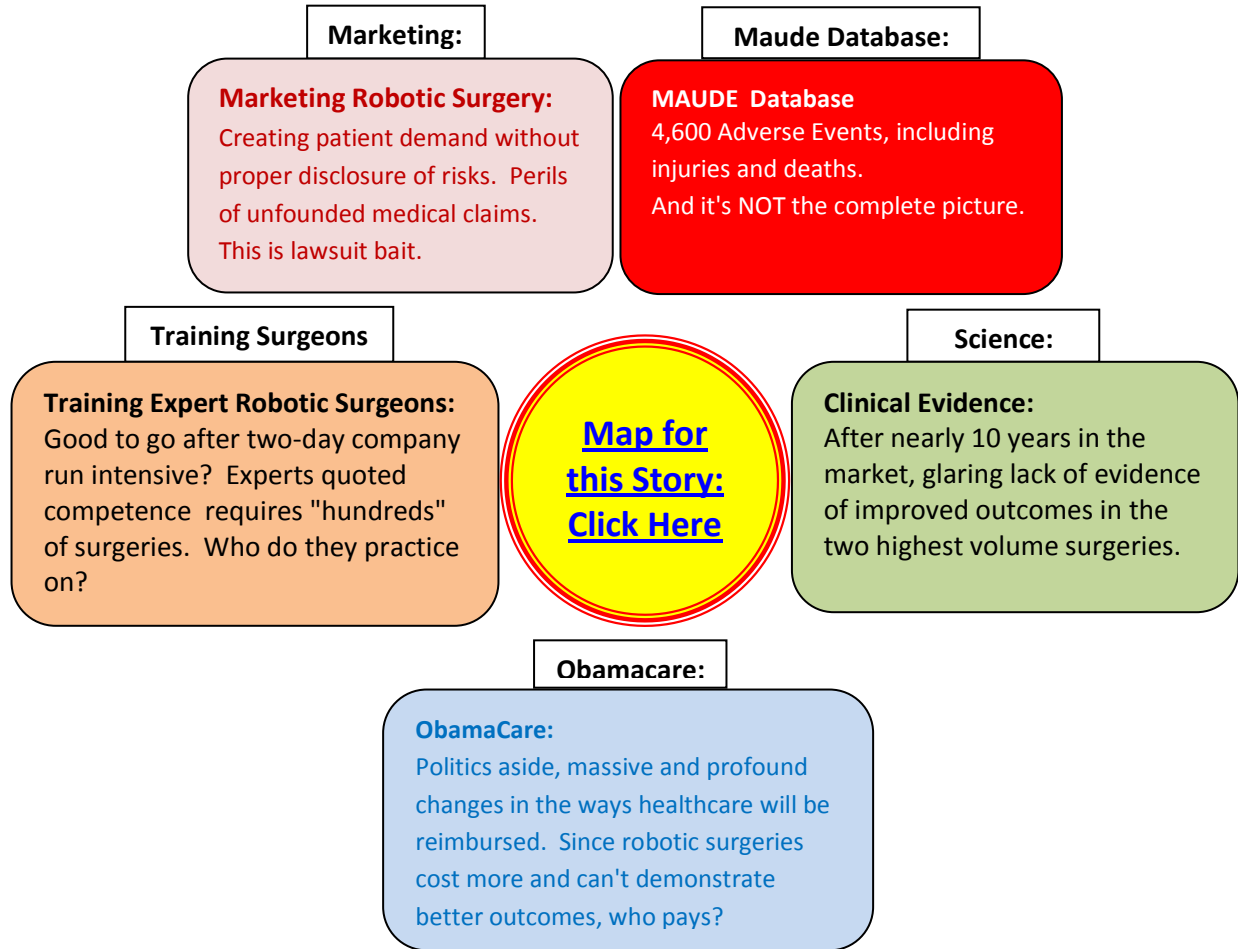 Marketing:
Marketing Robotic Surgery:
Creating patient demand without
proper disclosure of risks.  Perils
of unfounded medical claims.
This is lawsuit bait.
Maude Database:
MAUDE  Database
4,600 Adverse Events, including
injuries and deaths.
And it's NOT the complete picture.
Training Surgeons
Training Expert Robotic Surgeons:
Good to go after two-day company
run intensive?  Experts quoted
competence  requires "hundreds"
of surgeries.  Who do they practice
on?
Map for
this Story:
Click Here
Science:
Clinical Evidence:
After nearly 10 years in the
market, glaring lack of evidence
of improved outcomes in the
two highest volume surgeries.
Obamacare:
ObamaCare:
Politics aside, massive and profound
changes in the ways healthcare will be
reimbursed.  Since robotic surgeries
cost more and can't demonstrate
better outcomes, who pays?